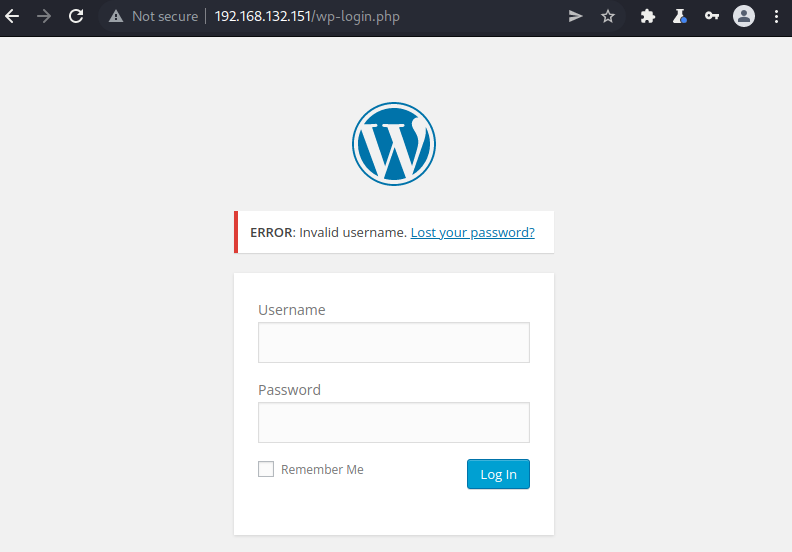 Not secure 192.168.132.151/wp-login.php
ERROR: Invalid username. Lost your password?
Username
Password
Remember Me
Log In